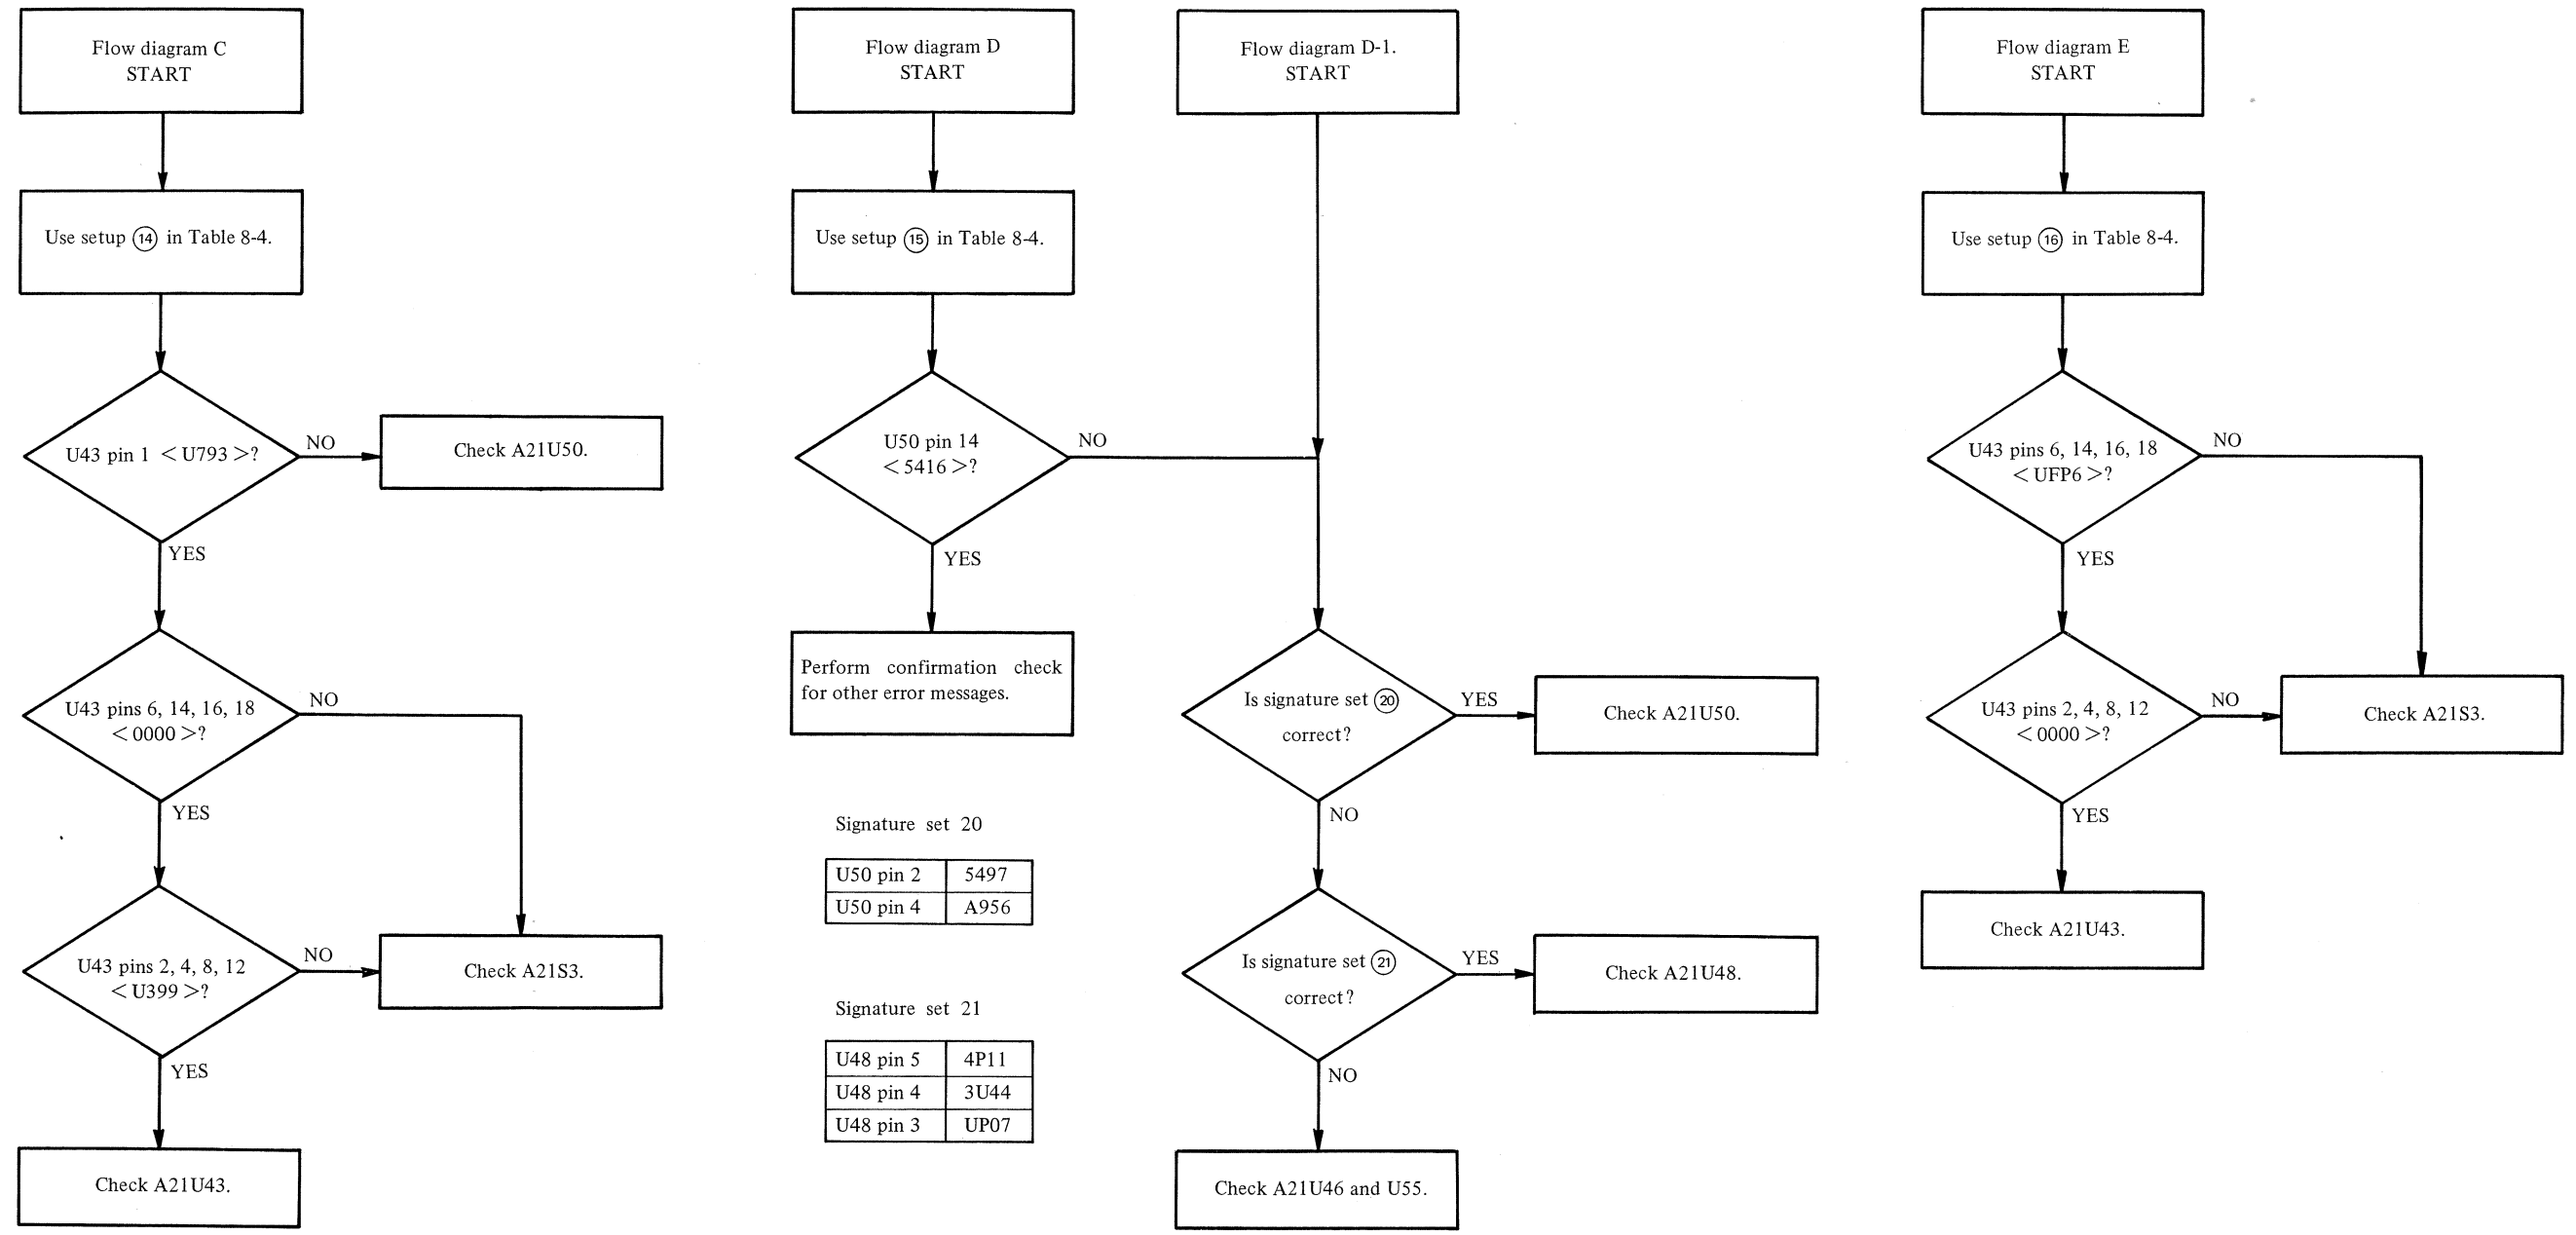 Flow diagram C
START
Use setup 14 in Table 8-4.
U43 pin 1 <U793>?
NO
Check A21U50.
YES
U43 pins 6, 14, 16, 18
<0000>?
NO
YES
U43 pins 2, 4, 8, 12
<U399>?
NO
Check A21S3.
YES
Check A21U43.
Flow diagram D
START
Use setup 15 in Table 8-4.
U50 pin 14
<5416>?
NO
YES
Perform confirmation check
for other error messages.
Signature set 20
U50 pin 2 5497
U50 pin 4 A956
Signature set 21
U48 pin 5 4P11
U48 pin 4 3U44
U48 pin 3 UP07
Flow diagram D-1.
START
Is signature set 20
correct?
YES
Check A21U50.
NO
Is signature set 21
correct?
YES
Check A21U48.
NO
Check A21U46 and U55.
Flow diagram E
START
Use setup 16 in Table 8-4.
U43 pins 6, 14, 16, 18
<UFP6>?
NO
YES
U43 pins 2, 4, 8, 12
<0000>?
NO
Check A21S3.
YES
Check A21U43.